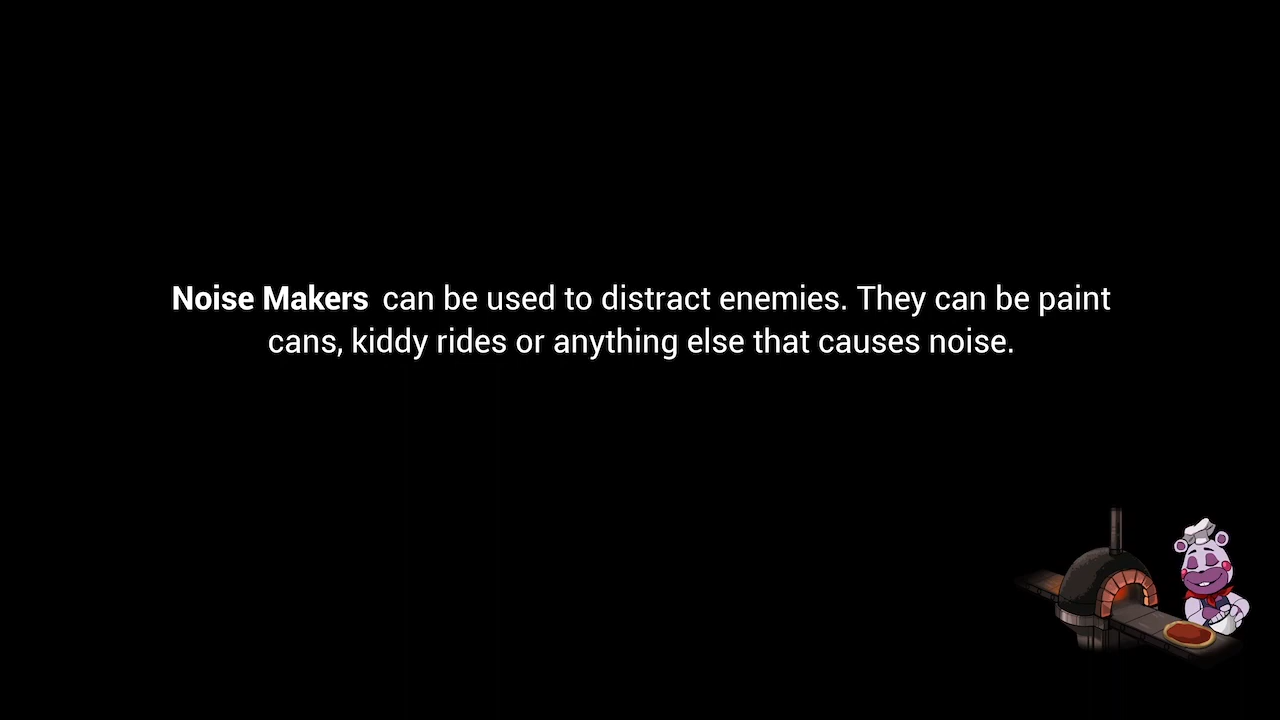 Noise Makers can be used to distract enemies. They can be paint
cans, kiddy rides or anything else that causes noise.